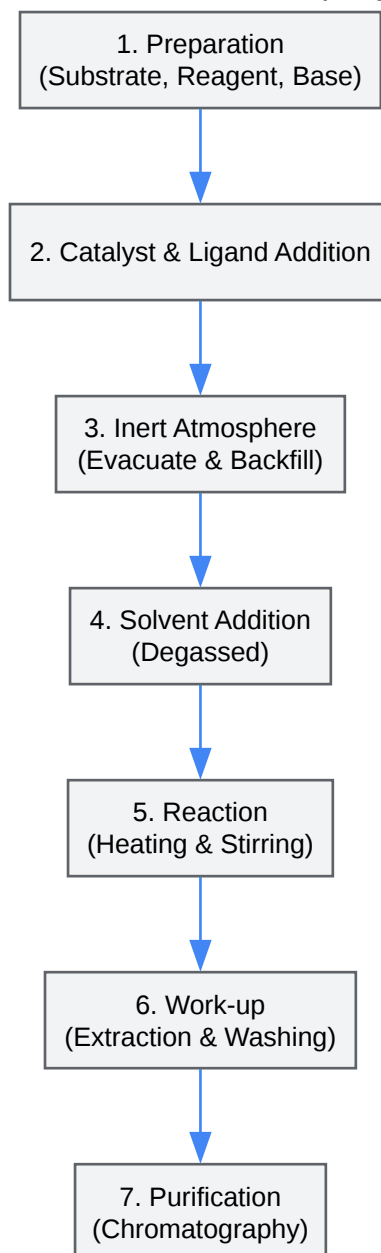 1. Preparation
(Substrate, Reagent, Base)
2. Catalyst & Ligand Addition
3. Inert Atmosphere
(Evacuate & Backfill)
4. Solvent Addition
(Degassed)
5. Reaction
(Heating & Stirring)
6. Work-up
(Extraction & Washing)
7. Purification
(Chromatography)